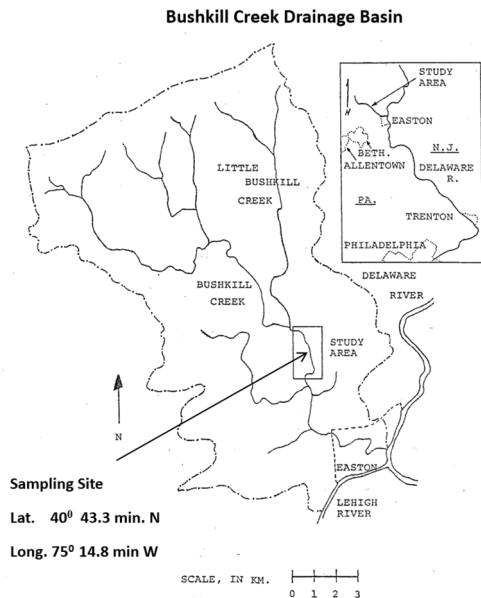 Bushkill Creek Drainage Basin
STUDY
AREA
EASTON
N.J.
BETH.
ALLENTOWN
DELAWARE
R.
PA.
TRENTON
PHILADELPHIA
LITTLE
BUSHKILL
CREEK
DELAWARE
RIVER
BUSHKILL
CREEK
STUDY
AREA
N
EASTON
LEHIGH
RIVER
Sampling Site
Lat. 40⁰ 43.3 min. N
Long. 75⁰ 14.8 min W
SCALE, IN KM.
0 1 2 3